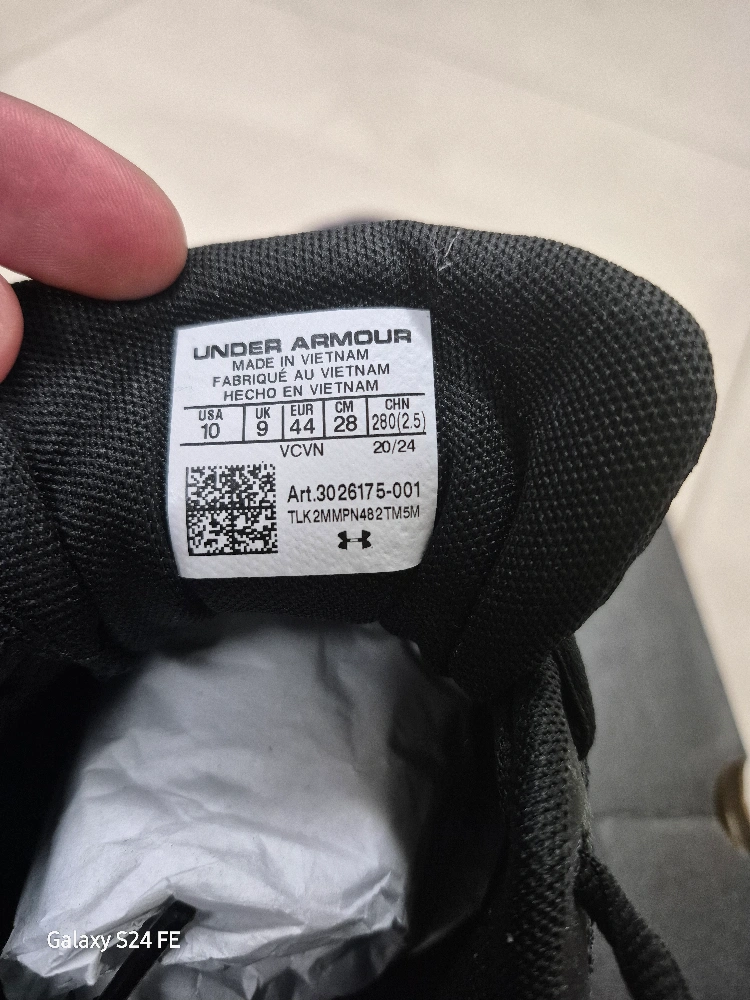 UNDER ARMOUR
MADE IN VIETNAM
FABRIQUÉ AU VIETNAM
HECHO EN VIETNAM
USA UK EUR CM CHN
10 9 44 28 280(2.5)
VCVN 20/24
Art.3026175-001
TLK2MMPN482TM5M
Galaxy S24 FE